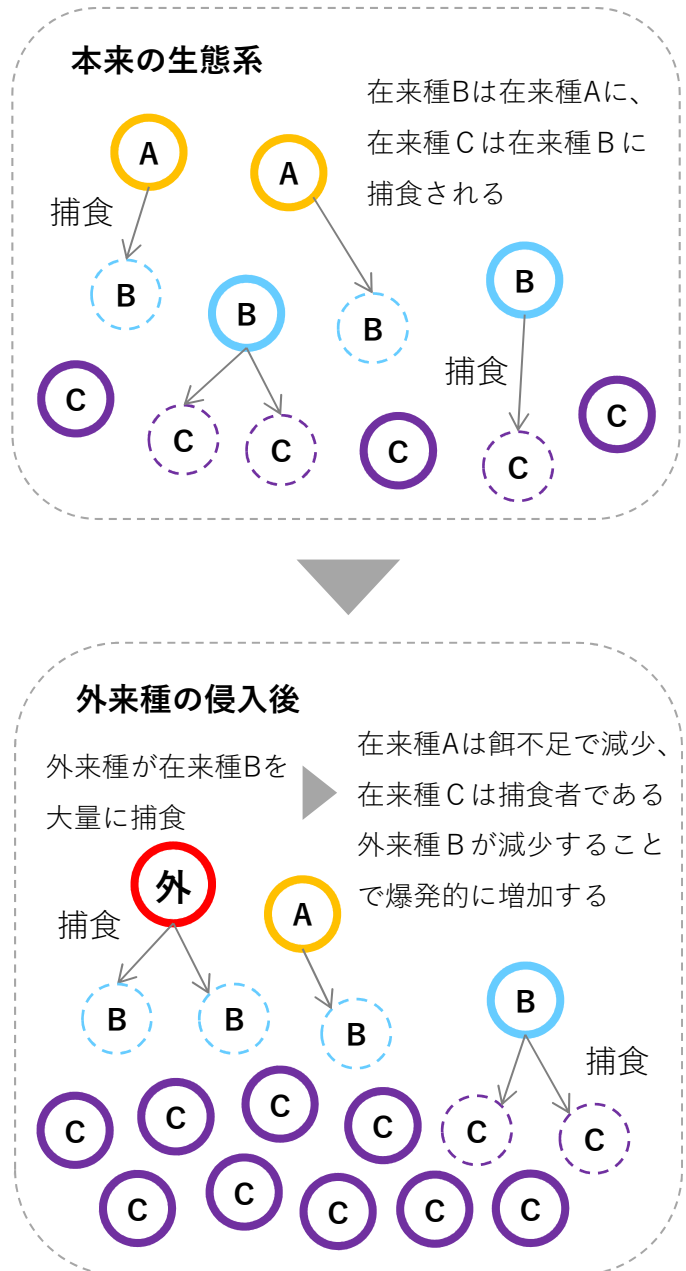 本来の生態系
在来種Bは在来種Aに、
在来種Ｃは在来種Ｂに
捕食される
A
A
捕食
B
B
B
B
捕食
C
C
C
C
C
C
外来種の侵入後
外来種が在来種Bを
大量に捕食
在来種Aは餌不足で減少、
在来種Ｃは捕食者である
外来種Ｂが減少すること
で爆発的に増加する
外
A
捕食
B
B
B
B
捕食
C
C
C
C
C
C
C
C
C
C
C